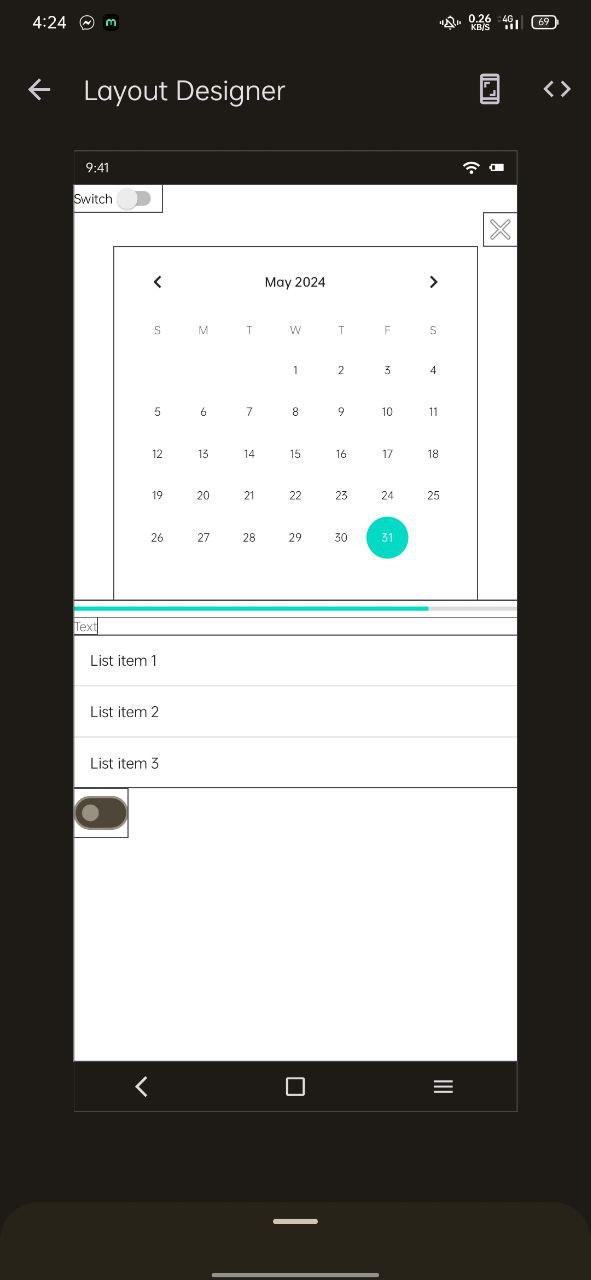 4:24 m 0.26 KB/S 4G 69
Layout Designer
9:41
Switch
May 2024
S M T W T F S
1 2 3 4
5 6 7 8 9 10 11
12 13 14 15 16 17 18
19 20 21 22 23 24 25
26 27 28 29 30 31
Text
List item 1
List item 2
List item 3